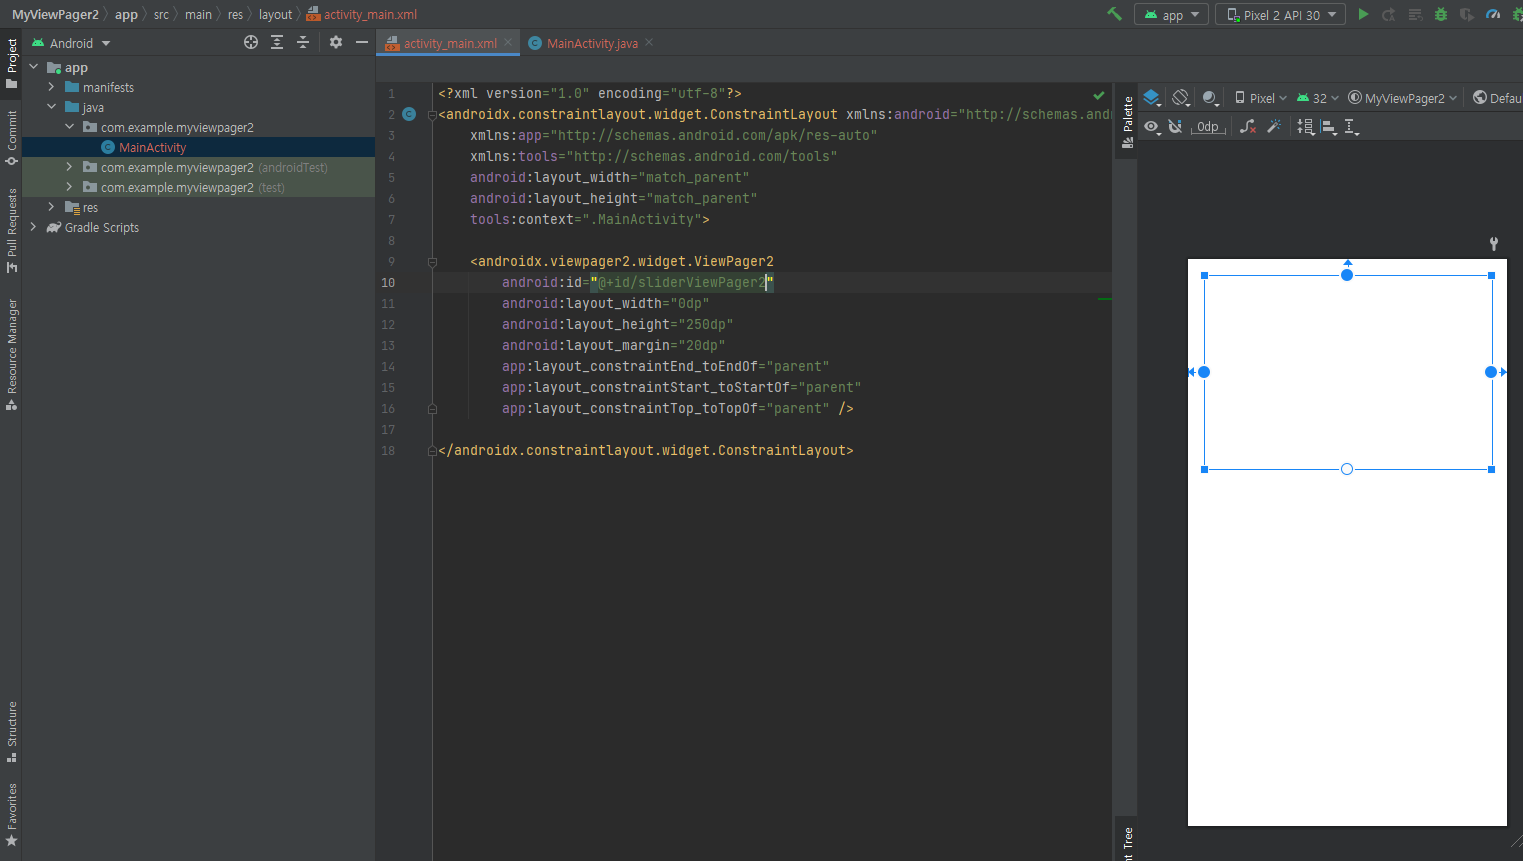 MyViewPager2 app src main res layout activity_main.xml
app Pixel 2 API 30
Android
activity_main.xml MainActivity.java
Project
Commit
Pull Requests
Resource Manager
Structure
Favorites
app
manifests
java
com.example.myviewpager2
MainActivity
com.example.myviewpager2 (androidTest)
com.example.myviewpager2 (test)
res
Gradle Scripts
1 <?xml version="1.0" encoding="utf-8"?>
2 <androidx.constraintlayout.widget.ConstraintLayout xmlns:android="http://schemas.and
3 xmlns:app="http://schemas.android.com/apk/res-auto"
4 xmlns:tools="http://schemas.android.com/tools"
5 android:layout_width="match_parent"
6 android:layout_height="match_parent"
7 tools:context=".MainActivity">
8
9 <androidx.viewpager2.widget.ViewPager2
10 android:id="@+id/sliderViewPager2"
11 android:layout_width="0dp"
12 android:layout_height="250dp"
13 android:layout_margin="20dp"
14 app:layout_constraintEnd_toEndOf="parent"
15 app:layout_constraintStart_toStartOf="parent"
16 app:layout_constraintTop_toTopOf="parent" />
17
18 </androidx.constraintlayout.widget.ConstraintLayout>
Palette
Pixel 32 MyViewPager2 Defau
0dp
nt Tree